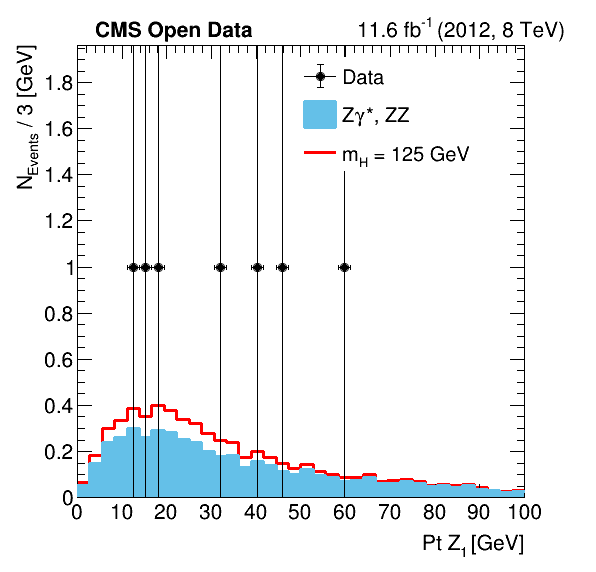 CMS Open Data 11.6 fb⁻¹ (2012, 8 TeV)
N_Events / 3 [GeV]
Data
Zγ*, ZZ
m_H = 125 GeV
1.8
1.6
1.4
1.2
1
0.8
0.6
0.4
0.2
0
0 10 20 30 40 50 60 70 80 90 100
Pt Z₁ [GeV]